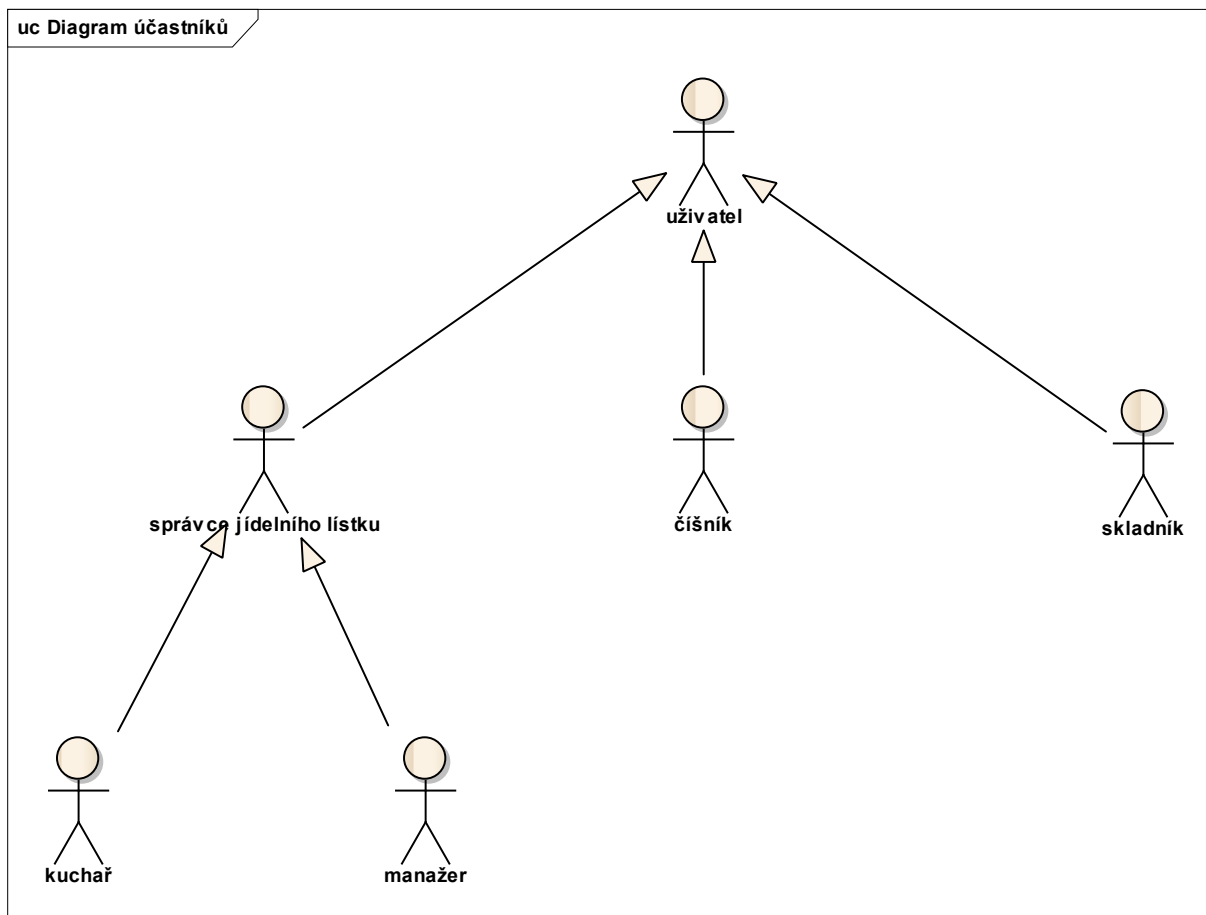 uc Diagram účastníků
uživatel
správce jídelního lístku
číšník
skladník
kuchař
manažer